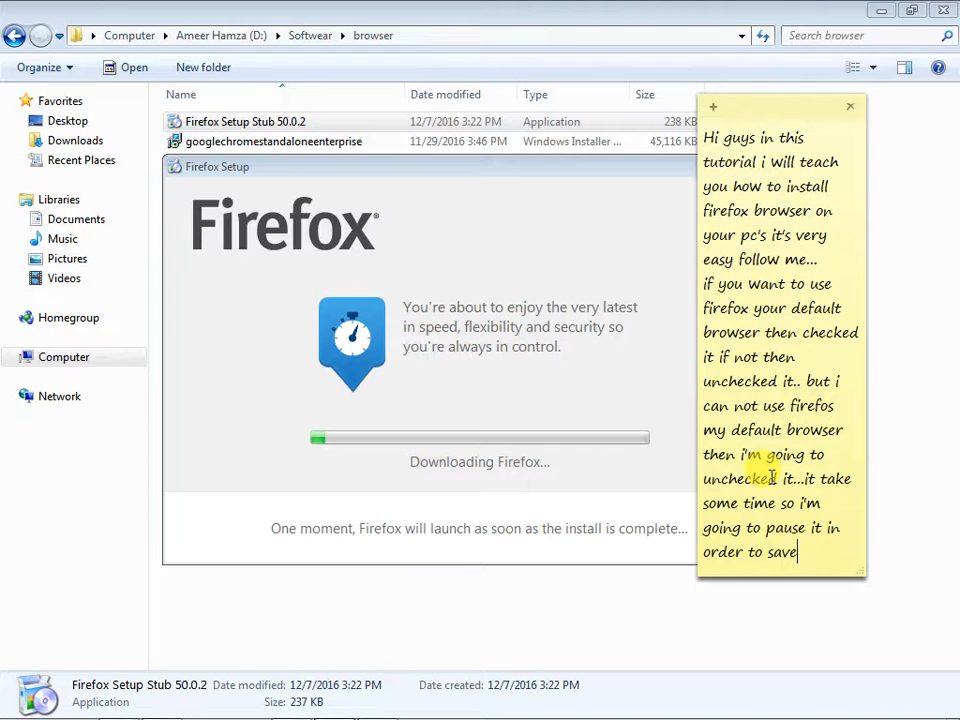 Computer
Ameer Hamza (D:)
Softwear
browser
Search browser
Organize
Open
New folder
Name
Date modified
Type
Size
Favorites
Desktop
Downloads
Recent Places
Libraries
Documents
Music
Pictures
Videos
Homegroup
Computer
Network
Firefox Setup Stub 50.0.2 12/7/2016 3:22 PM Application 238 KB
googlechromestandaloneenterprise 11/29/2016 3:46 PM Windows Installer ... 45,116 KB
Firefox Setup
Firefox®
You're about to enjoy the very latest
in speed, flexibility and security so
you're always in control.
Downloading Firefox...
One moment, Firefox will launch as soon as the install is complete...
+
Hi guys in this
tutorial i will teach
you how to install
firefox browser on
your pc's it's very
easy follow me...
if you want to use
firefox your default
browser then checked
it if not then
unchecked it.. but i
can not use firefos
my default browser
then i'm going to
unchecked it...it take
some time so i'm
going to pause it in
order to save
Firefox Setup Stub 50.0.2 Date modified: 12/7/2016 3:22 PM Date created: 12/7/2016 3:22 PM
Application Size: 237 KB